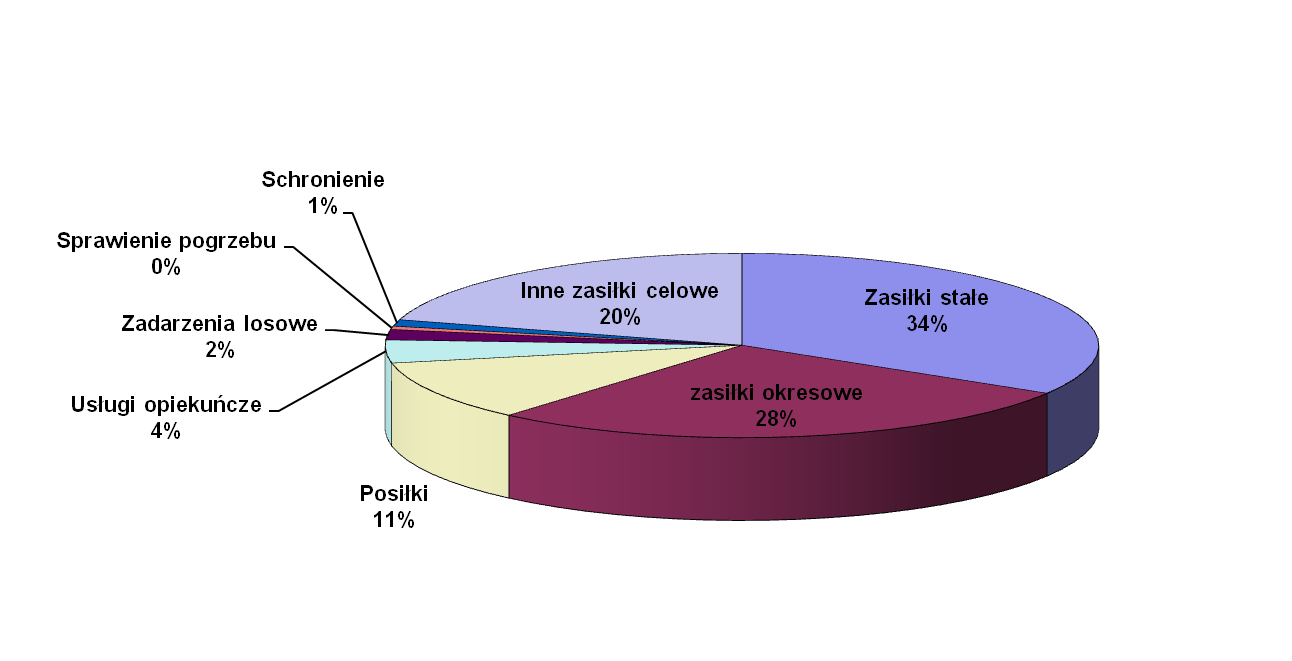 Schronienie
1%
Sprawienie pogrzebu
0%
Inne zasiłki celowe
20%
Zasiłki stałe
34%
Zadarzenia losowe
2%
zasiłki okresowe
28%
Usługi opiekuńcze
4%
Posiłki
11%